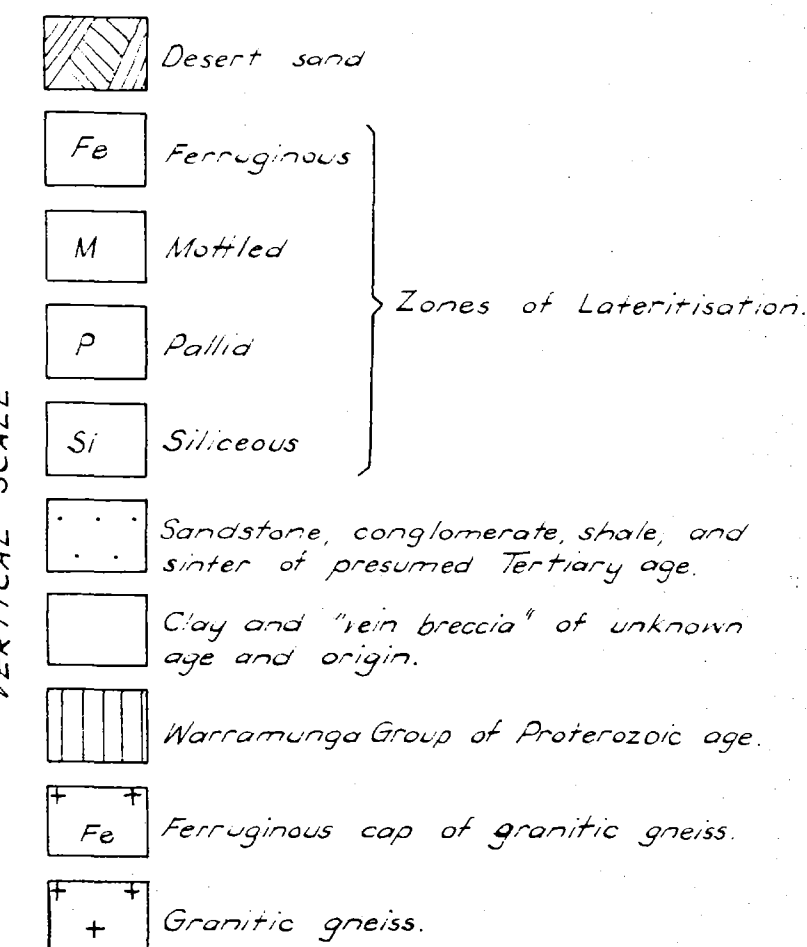 Desert sand
Fe Ferruginous
M Mottled
Zones of Lateritisation.
P Pallid
Si Siliceous
VERTICAL SCALE
Sandstone, conglomerate, shale, and
sinter of presumed Tertiary age.
Clay and "vein breccia" of unknown
age and origin.
Warramunga Group of Proterozoic age.
Fe Ferruginous cap of granitic gneiss.
Granitic gneiss.